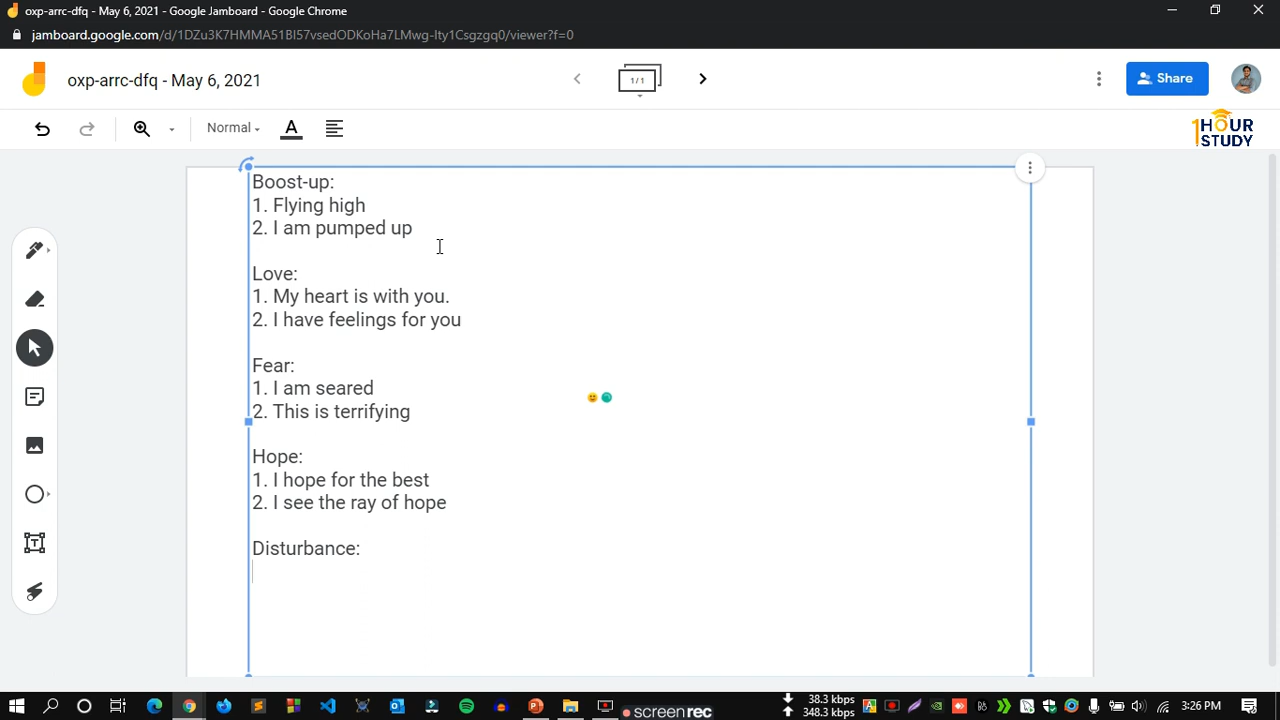 oxp-arrc-dfq - May 6, 2021 - Google Jamboard - Google Chrome
jamboard.google.com/d/1DZu3K7HMMA51Bl57vsedODKoHa7LMwg-Ity1Csgzgq0/viewer?f=0
oxp-arrc-dfq - May 6, 2021
1/1
Share
Normal
A
1HOUR
STUDY
Boost-up:
1. Flying high
2. I am pumped up
Love:
1. My heart is with you.
2. I have feelings for you
Fear:
1. I am seared
2. This is terrifying
Hope:
1. I hope for the best
2. I see the ray of hope
Disturbance:
38.3 kbps
348.3 kbps
3:26 PM
screenrec